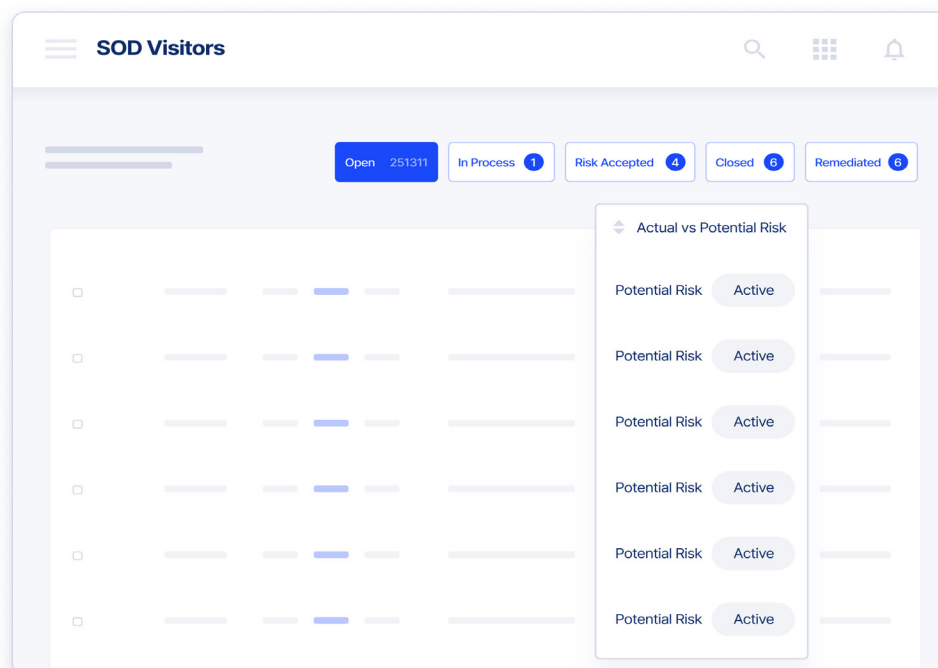 SOD Visitors
Open 251311 In Process 1 Risk Accepted 4 Closed 6 Remediated 6
Actual vs Potential Risk
Potential Risk Active
Potential Risk Active
Potential Risk Active
Potential Risk Active
Potential Risk Active
Potential Risk Active